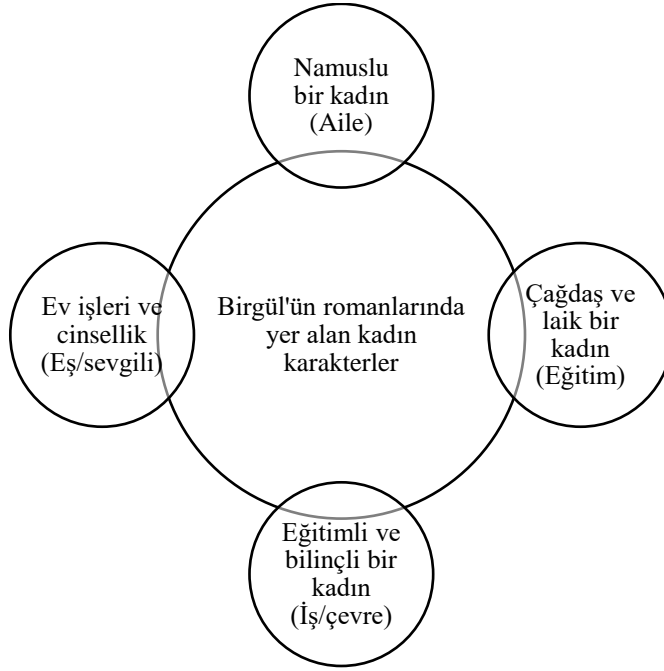 Namuslu
bir kadın
(Aile)
Ev işleri ve
cinsellik
(Eş/sevgili)
Birgül'ün romanlarında
yer alan kadın
karakterler
Çağdaş ve
laik bir
kadın
(Eğitim)
Eğitimli ve
bilinçli bir
kadın
(İş/çevre)